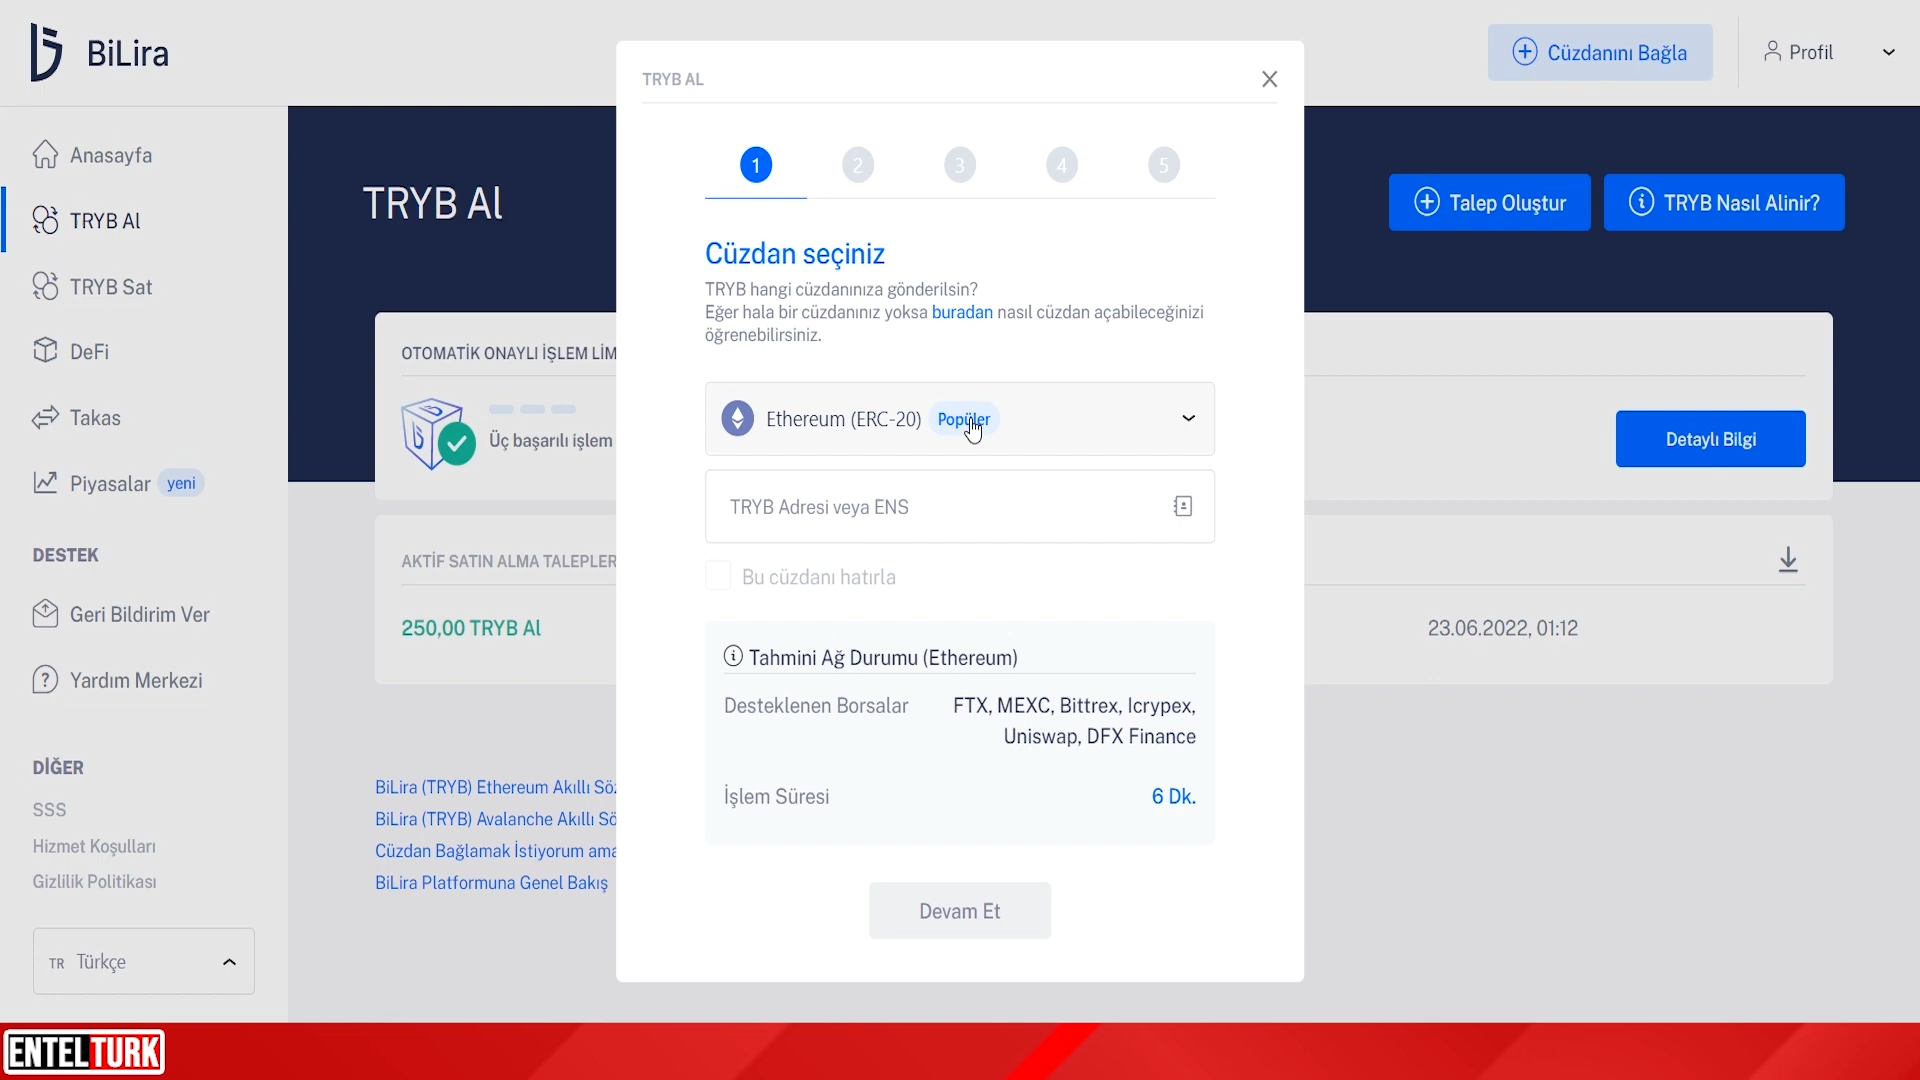 BiLira
Cüzdanını Bağla
Profil
Anasayfa
TRYB Al
TRYB Sat
DeFi
Takas
Piyasalar yeni
DESTEK
Geri Bildirim Ver
Yardım Merkezi
DİĞER
SSS
Hizmet Koşulları
Gizlilik Politikası
TR Türkçe
TRYB Al
Talep Oluştur
TRYB Nasıl Alinir?
OTOMATİK ONAYLI İŞLEM LİM
Üç başarılı işlem
Detaylı Bilgi
AKTİF SATIN ALMA TALEPLER
250,00 TRYB Al
23.06.2022, 01:12
BiLira (TRYB) Ethereum Akıllı Söz
BiLira (TRYB) Avalanche Akıllı Sö
Cüzdan Bağlamak İstiyorum ama
BiLira Platformuna Genel Bakış
TRYB AL
1 2 3 4 5
Cüzdan seçiniz
TRYB hangi cüzdanınıza gönderilsin?
Eğer hala bir cüzdanınız yoksa buradan nasıl cüzdan açabileceğinizi
öğrenebilirsiniz.
Ethereum (ERC-20) Popüler
TRYB Adresi veya ENS
Bu cüzdanı hatırla
Tahmini Ağ Durumu (Ethereum)
Desteklenen Borsalar FTX, MEXC, Bittrex, Icrypex,
Uniswap, DFX Finance
İşlem Süresi 6 Dk.
Devam Et
ENTELTURK